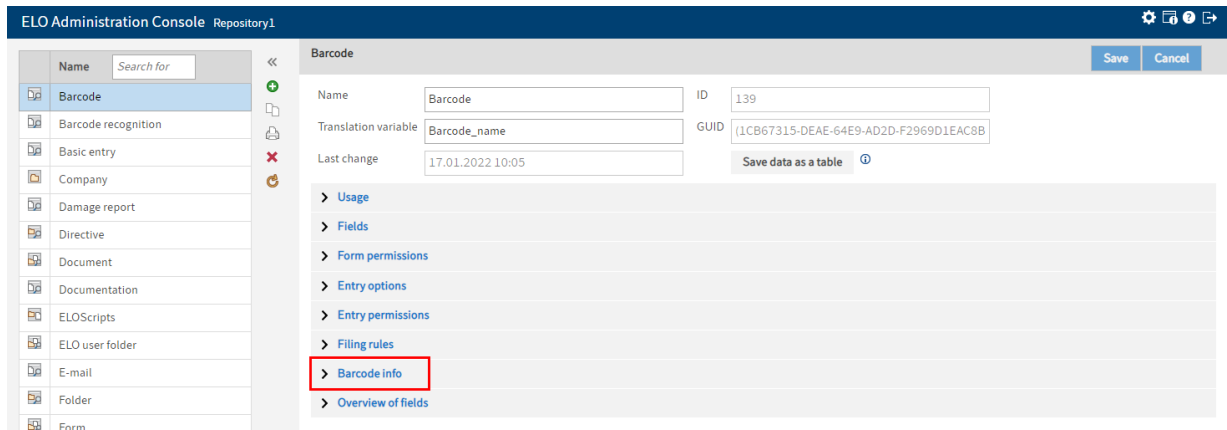 ELO Administration Console Repository1
Name Search for
Barcode
Barcode recognition
Basic entry
Company
Damage report
Directive
Document
Documentation
ELOScripts
ELO user folder
E-mail
Folder
Form
Barcode
Save Cancel
Name Barcode ID 139
Translation variable Barcode_name GUID (1CB67315-DEAE-64E9-AD2D-F2969D1EAC8B
Last change 17.01.2022 10:05 Save data as a table
Usage
Fields
Form permissions
Entry options
Entry permissions
Filing rules
Barcode info
Overview of fields